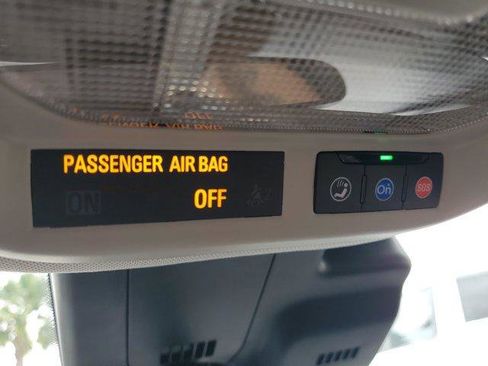 PASSENGER AIR BAG
ON OFF
On SOS